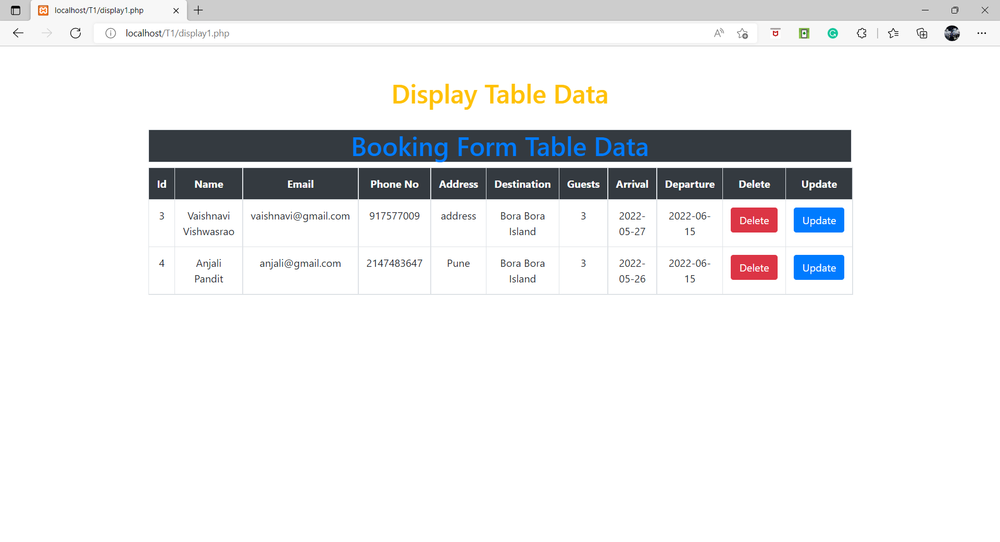 localhost/T1/display1.php
localhost/T1/display1.php
Display Table Data
Booking Form Table Data
Id Name Email Phone No Address Destination Guests Arrival Departure Delete Update
3 Vaishnavi vaishnavi@gmail.com 917577009 address Bora Bora 3 2022- 2022-06- Delete Update
Vishwasrao Island 05-27 15
4 Anjali anjali@gmail.com 2147483647 Pune Bora Bora 3 2022- 2022-06- Delete Update
Pandit Island 05-26 15